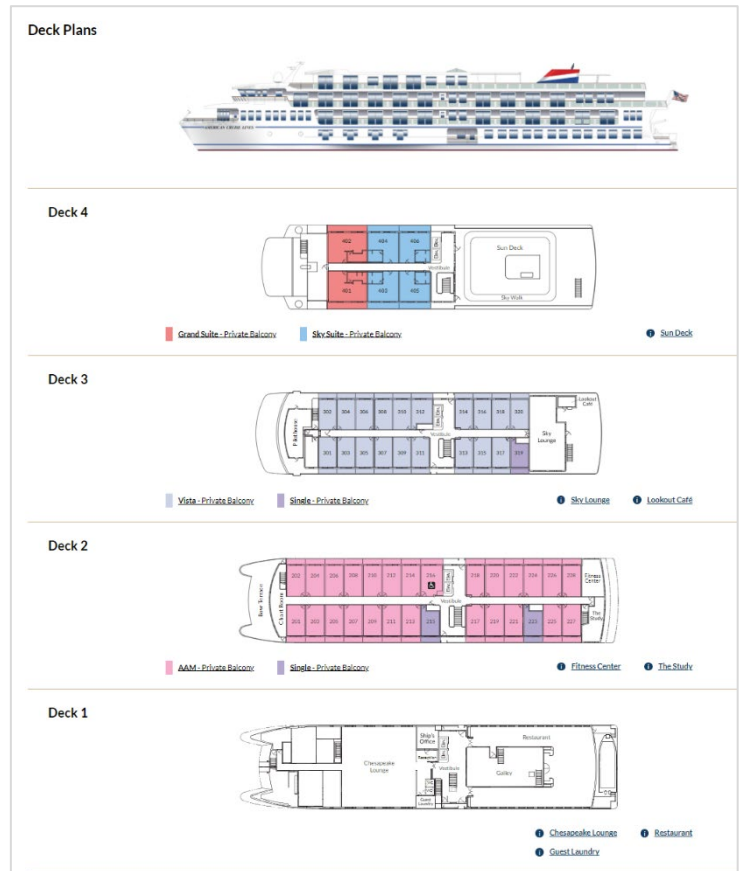 Deck Plans
AMERICAN CRUISE LINES
Deck 4
402 404 406
Sun Deck
Vestibule
401 403 405
Sky Walk
Grand Suite - Private Balcony Sky Suite - Private Balcony Sun Deck
Deck 3
Lookout Café
302 304 306 308 310 312 314 316 318 320
Pilothouse Vestibule Sky Lounge
301 303 305 307 309 311 313 315 317 319
Vista - Private Balcony Single - Private Balcony Sky Lounge Lookout Café
Deck 2
202 204 206 208 210 212 214 216 218 220 222 224 226 228 Fitness Center
Bow Terrace Chart Room Vestibule The Study
201 203 205 207 209 211 213 215 217 219 221 223 225 227
AAM - Private Balcony Single - Private Balcony Fitness Center The Study
Deck 1
Ship's Office
Restaurant
Reception
Chesapeake Lounge
Vestibule
Galley
Guest Laundry
Chesapeake Lounge Restaurant
Guest Laundry